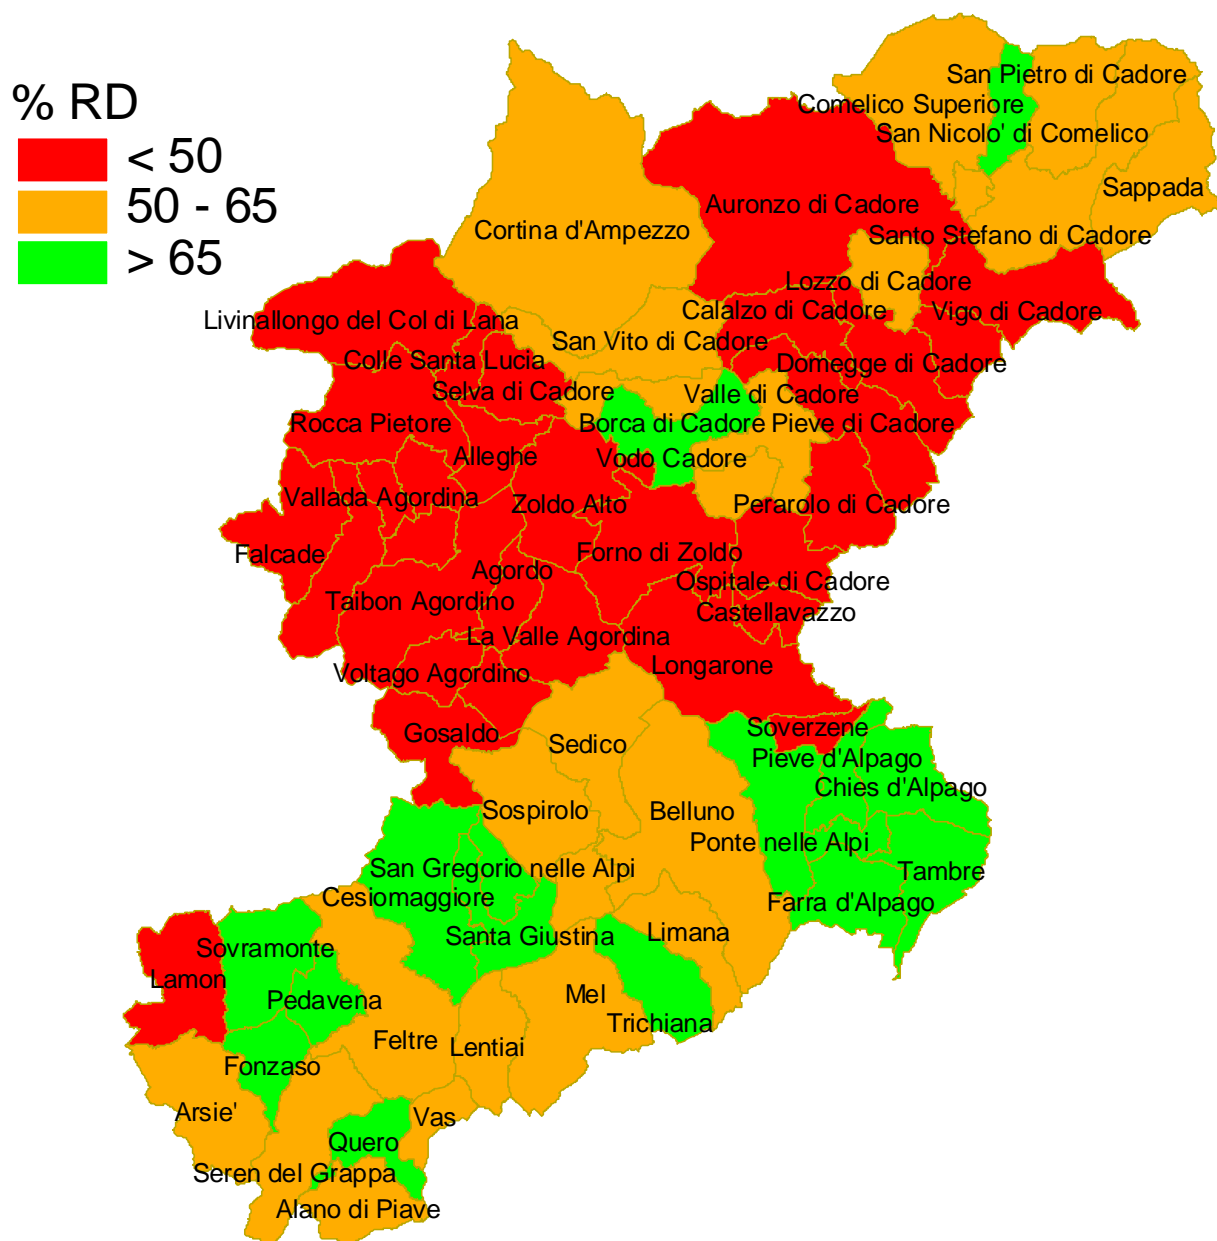 % RD
< 50
50 - 65
> 65
San Pietro di Cadore
Comelico Superiore
San Nicolo' di Comelico
Sappada
Auronzo di Cadore
Cortina d'Ampezzo
Santo Stefano di Cadore
Lozzo di Cadore
Calalzo di Cadore
Vigo di Cadore
Livinallongo del Col di Lana
San Vito di Cadore
Colle Santa Lucia
Domegge di Cadore
Selva di Cadore
Valle di Cadore
Rocca Pietore
Borca di Cadore
Pieve di Cadore
Alleghe
Vodo Cadore
Vallada Agordina
Zoldo Alto
Perarolo di Cadore
Falcade
Forno di Zoldo
Agordo
Ospitale di Cadore
Taibon Agordino
Castellavazzo
La Valle Agordina
Longarone
Voltago Agordino
Gosaldo
Soverzene
Sedico
Pieve d'Alpago
Chies d'Alpago
Sospirolo
Belluno
Ponte nelle Alpi
San Gregorio nelle Alpi
Tambre
Cesiomaggiore
Farra d'Alpago
Santa Giustina
Limana
Sovramonte
Lamon
Pedavena
Mel
Trichiana
Feltre
Lentiai
Fonzaso
Arsie'
Vas
Quero
Seren del Grappa
Alano di Piave